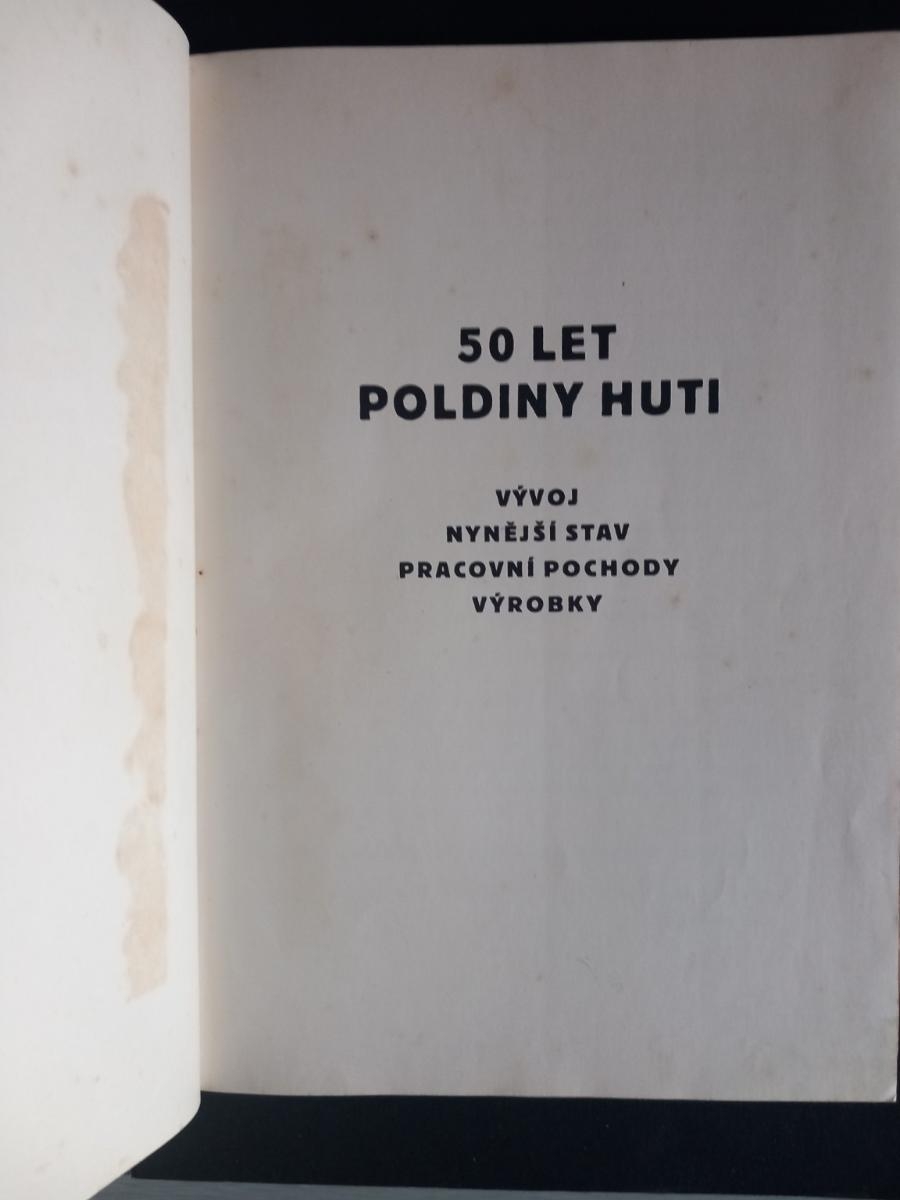 50 LET
POLDINY HUTI
VÝVOJ
NYNĚJŠÍ STAV
PRACOVNÍ POCHODY
VÝROBKY